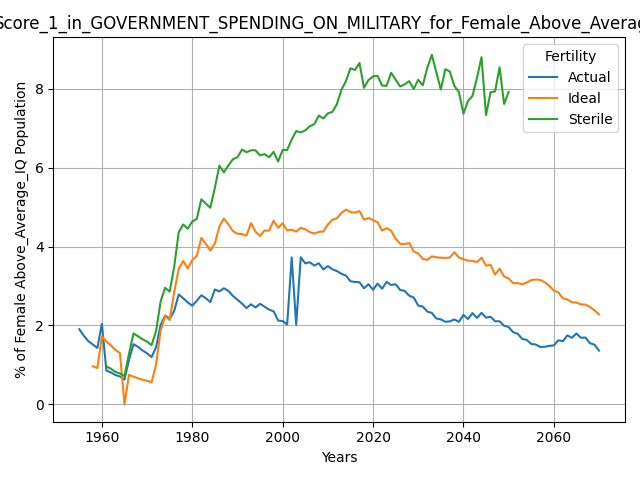 Score_1_in_GOVERNMENT_SPENDING_ON_MILITARY_for_Female_Above_Averag
Fertility
Actual
Ideal
Sterile
% of Female Above_Average_IQ Population
8
6
4
2
0
1960 1980 2000 2020 2040 2060
Years